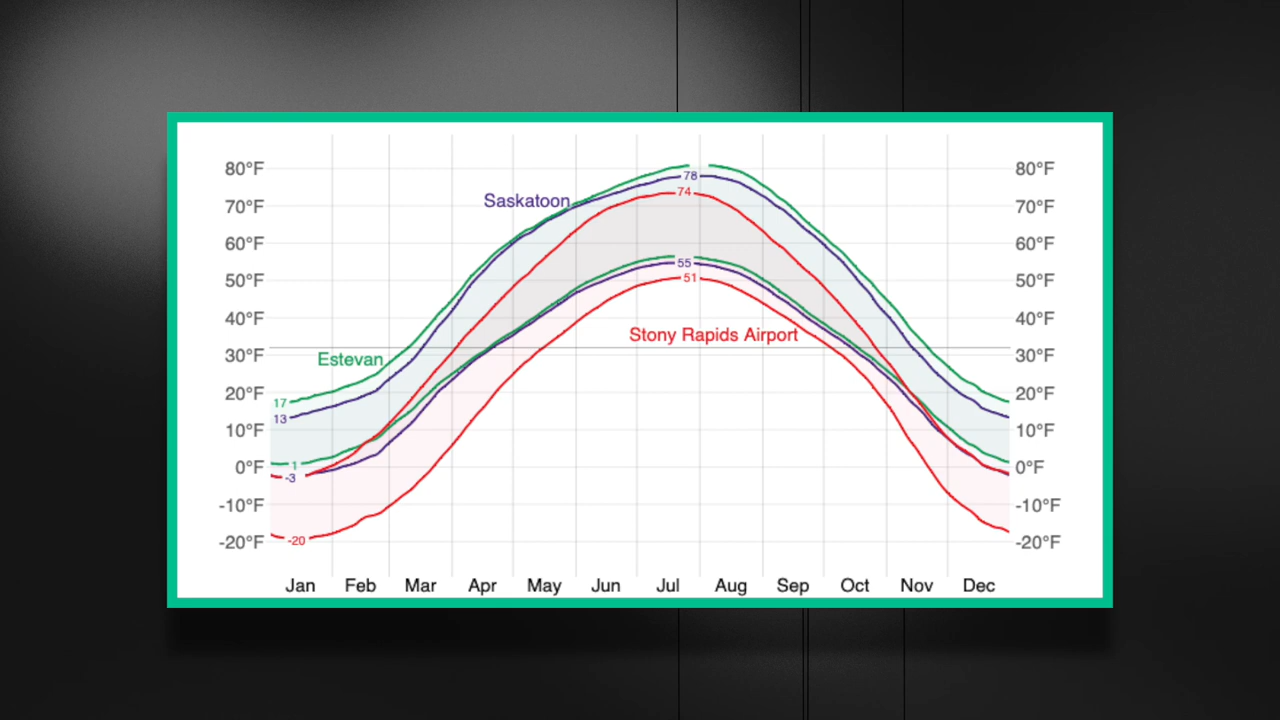 80°F 80°F
78
74
Saskatoon
70°F 70°F
60°F 60°F
55
50°F 51 50°F
40°F 40°F
Stony Rapids Airport
30°F Estevan 30°F
20°F 20°F
17
13
10°F 10°F
0°F 1 0°F
-3
-10°F -10°F
-20°F -20 -20°F
Jan Feb Mar Apr May Jun Jul Aug Sep Oct Nov Dec